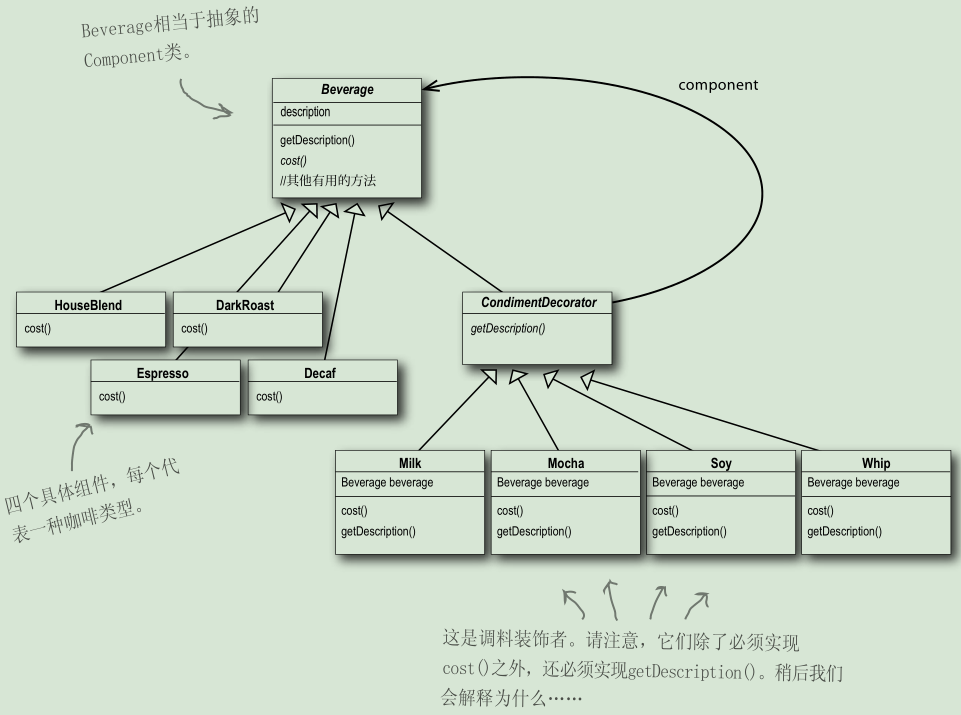 Beverage相当于抽象的
Component类。
component
Beverage
description
getDescription()
cost()
//其他有用的方法
HouseBlend
cost()
DarkRoast
cost()
CondimentDecorator
getDescription()
Espresso
cost()
Decaf
cost()
四个具体组件，每个代
表一种咖啡类型。
Milk
Beverage beverage
cost()
getDescription()
Mocha
Beverage beverage
cost()
getDescription()
Soy
Beverage beverage
cost()
getDescription()
Whip
Beverage beverage
cost()
getDescription()
这是调料装饰者。请注意，它们除了必须实现
cost()之外，还必须实现getDescription()。稍后我们
会解释为什么……